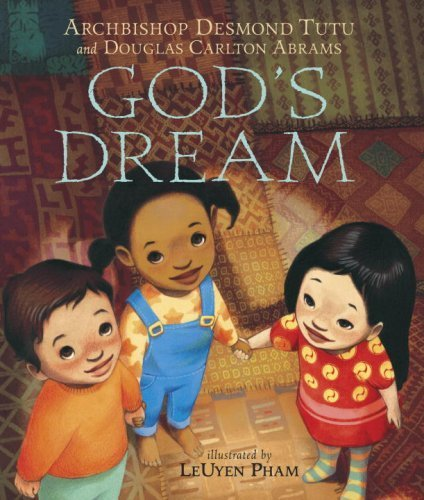 ARCHBISHOP DESMOND TUTU
and DOUGLAS CARLTON ABRAMS
GOD'S
DREAM
illustrated by
LEUYEN PHAM